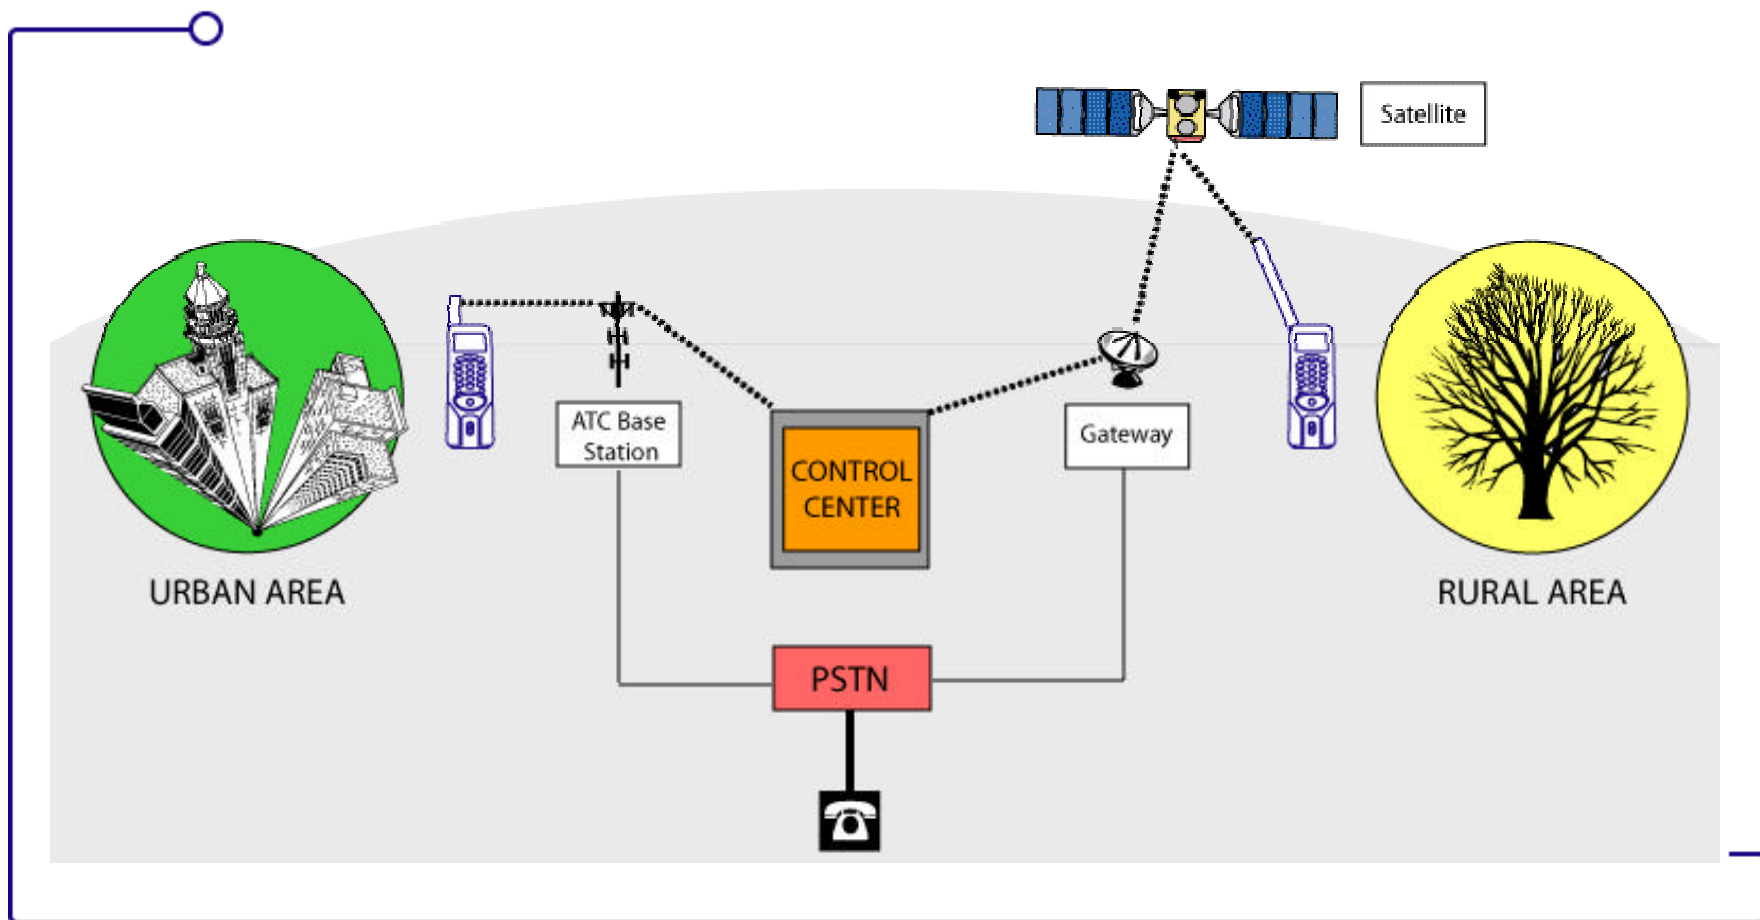 Satellite
ATC Base
Station
Gateway
CONTROL
CENTER
URBAN AREA
RURAL AREA
PSTN